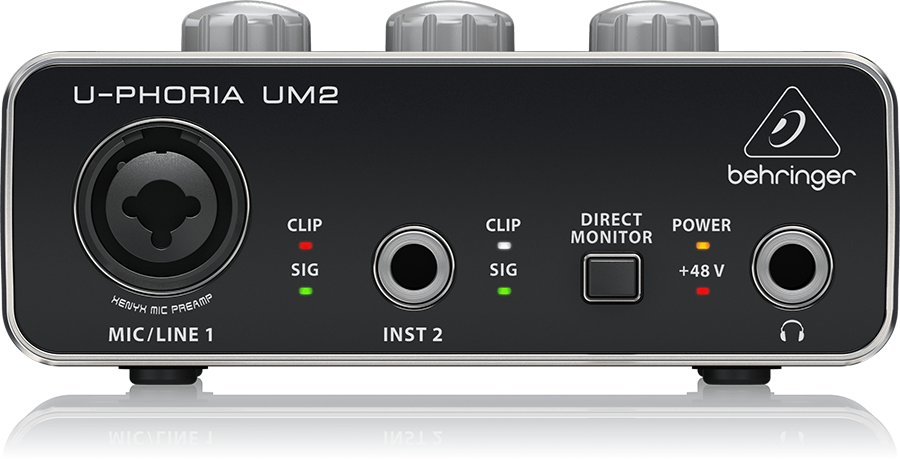 U-PHORIA UM2
behringer
CLIP
SIG
CLIP
SIG
DIRECT
MONITOR
POWER
+48 V
XENYX MIC PREAMP
MIC/LINE 1
INST 2